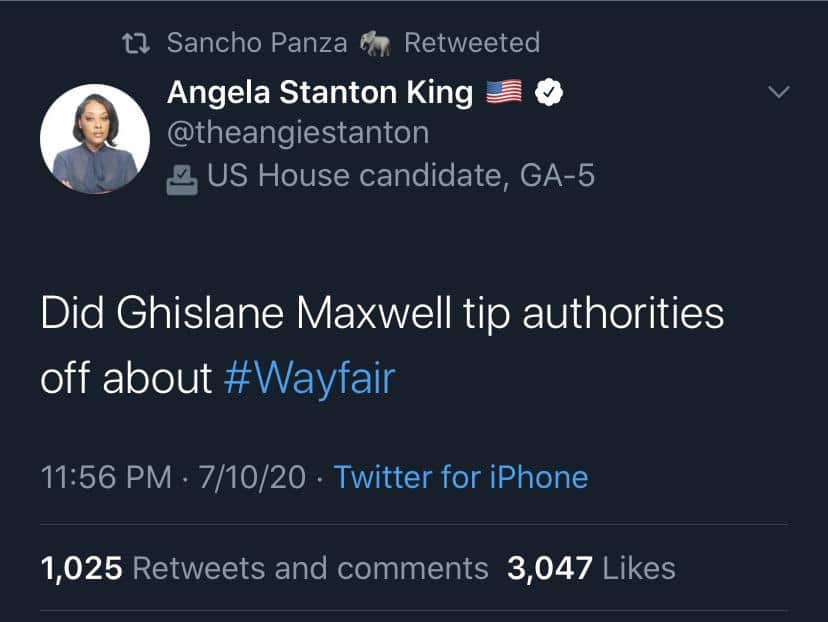 Sancho Panza 🐘 Retweeted
Angela Stanton King 🇺🇸
@theangiestanton
US House candidate, GA-5
Did Ghislane Maxwell tip authorities
off about #Wayfair
11:56 PM · 7/10/20 · Twitter for iPhone
1,025 Retweets and comments 3,047 Likes